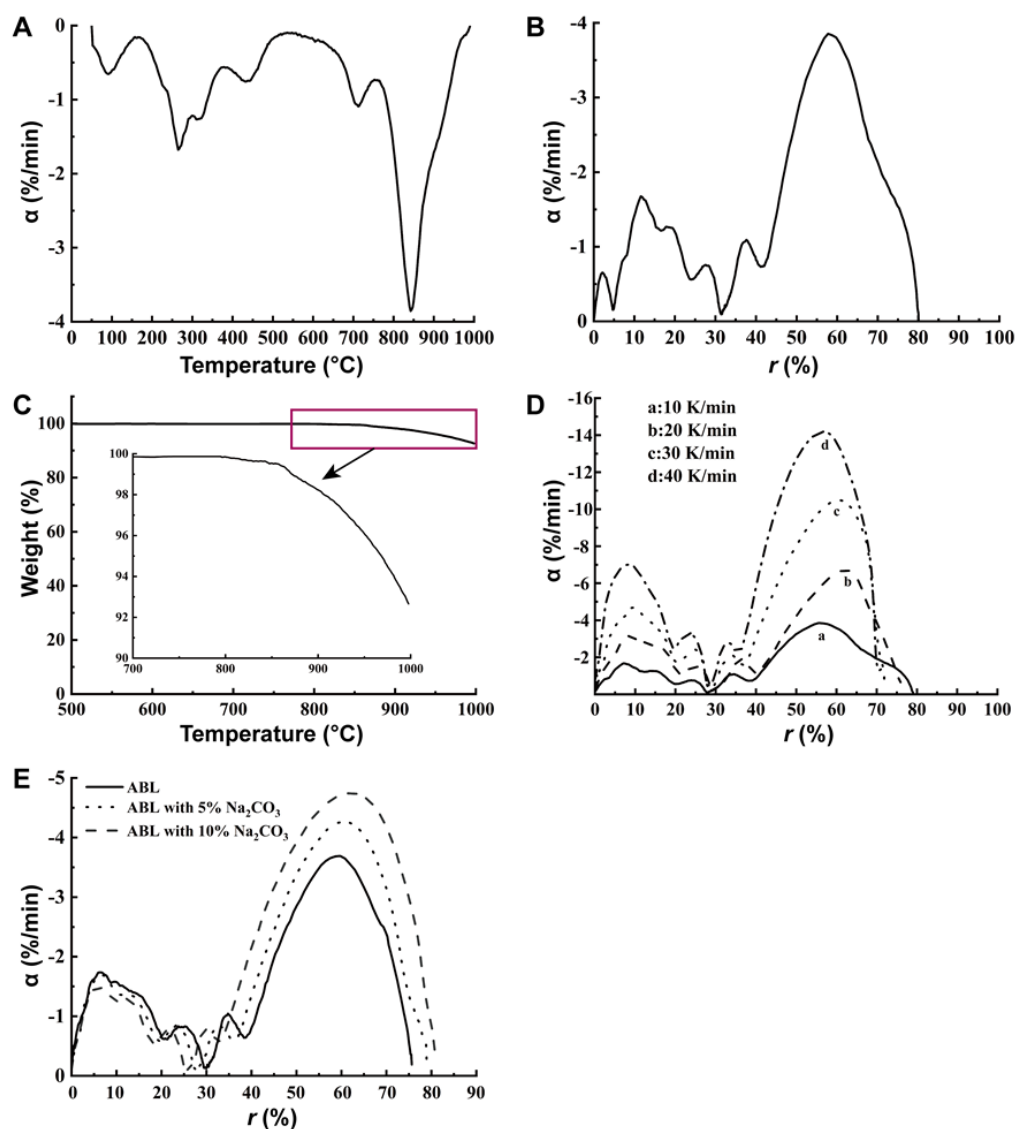 A
0
-1
-2
-3
-4
α (%/min)
0 100 200 300 400 500 600 700 800 900 1000
Temperature (°C)
B
-4
-3
-2
-1
0
α (%/min)
0 10 20 30 40 50 60 70 80 90 100
r (%)
C
100
80
60
40
20
0
Weight (%)
100
98
96
94
92
90
700 800 900 1000
500 600 700 800 900 1000
Temperature (°C)
D
-16
-14
-12
-10
-8
-6
-4
-2
α (%/min)
a:10 K/min
b:20 K/min
c:30 K/min
d:40 K/min
d
c
b
a
0 10 20 30 40 50 60 70 80 90 100
r (%)
E
-5
-4
-3
-2
-1
0
α (%/min)
ABL
ABL with 5% Na₂CO₃
ABL with 10% Na₂CO₃
0 10 20 30 40 50 60 70 80 90
r (%)